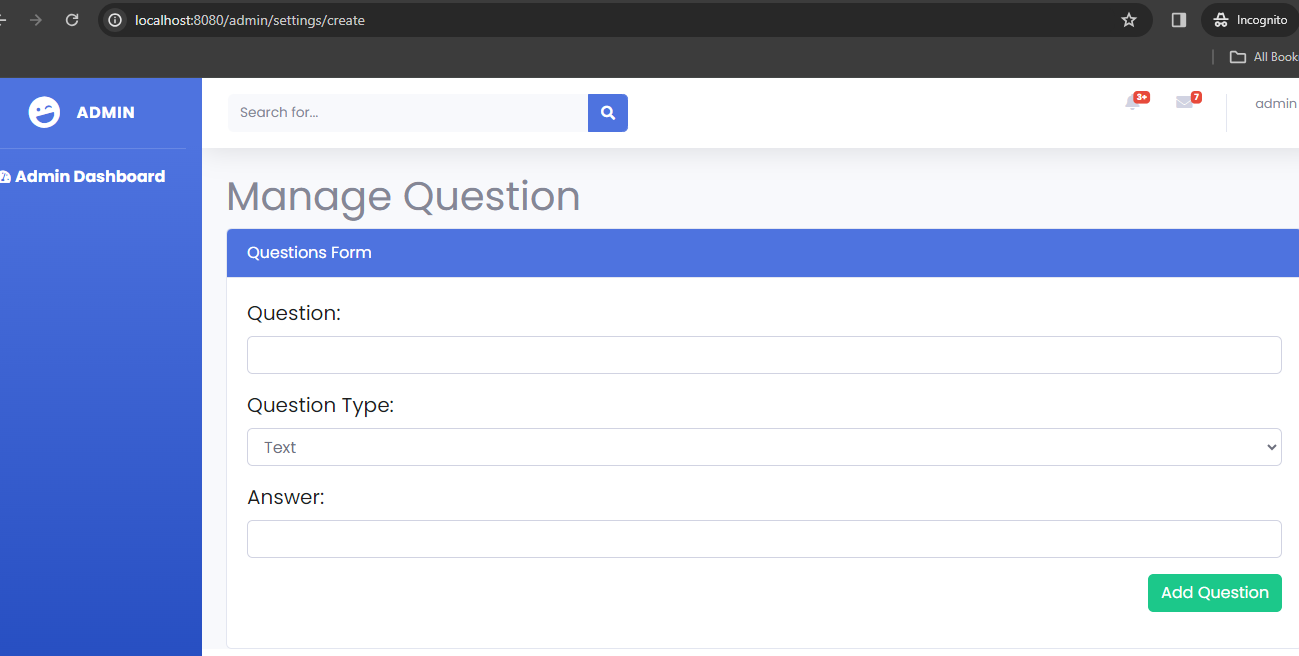 localhost:8080/admin/settings/create
Incognito
All Book
ADMIN
Search for...
3+
7
admin
Admin Dashboard
Manage Question
Questions Form
Question:
Question Type:
Text
Answer:
Add Question